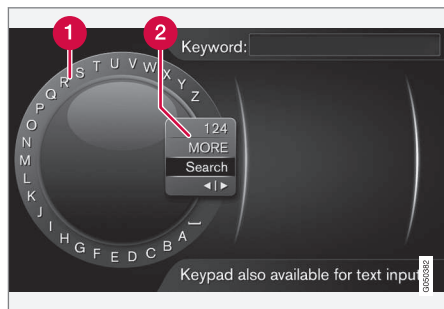 1
2
Keyword:
A B C D E F G H I J K L M N O P Q R S T U V W X Y Z
124
MORE
Search
◄|►
Keypad also available for text input
G050382